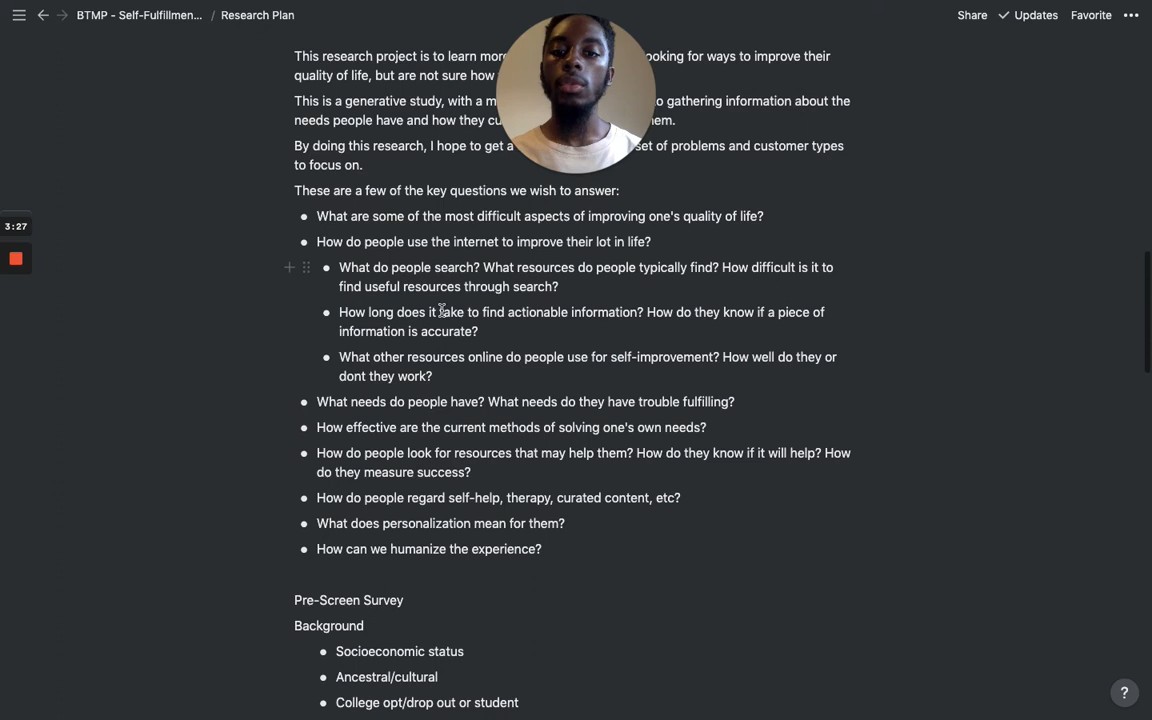 BTMP - Self-Fulfillmen... / Research Plan
Share Updates Favorite
This research project is to learn ooking for ways to improve their
quality of life, but are not sure how
This is a generative study, with a o gathering information about the
needs people have and how they em.
By doing this research, I hope to get a set of problems and customer types
to focus on.
These are a few of the key questions we wish to answer:
What are some of the most difficult aspects of improving one's quality of life?
How do people use the internet to improve their lot in life?
3:27
What do people search? What resources do people typically find? How difficult is it to
find useful resources through search?
How long does it take to find actionable information? How do they know if a piece of
information is accurate?
What other resources online do people use for self-improvement? How well do they or
dont they work?
What needs do people have? What needs do they have trouble fulfilling?
How effective are the current methods of solving one's own needs?
How do people look for resources that may help them? How do they know if it will help? How
do they measure success?
How do people regard self-help, therapy, curated content, etc?
What does personalization mean for them?
How can we humanize the experience?
Pre-Screen Survey
Background
Socioeconomic status
Ancestral/cultural
College opt/drop out or student
?